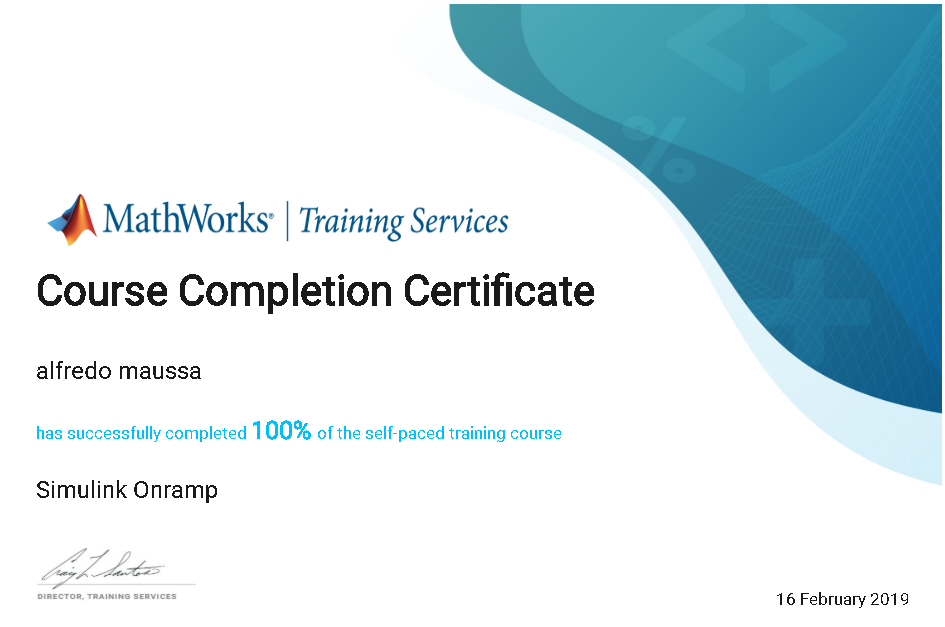 MathWorks® | Training Services
Course Completion Certificate
alfredo maussa
has successfully completed 100% of the self-paced training course
Simulink Onramp
Craig L. Santos
DIRECTOR, TRAINING SERVICES
16 February 2019